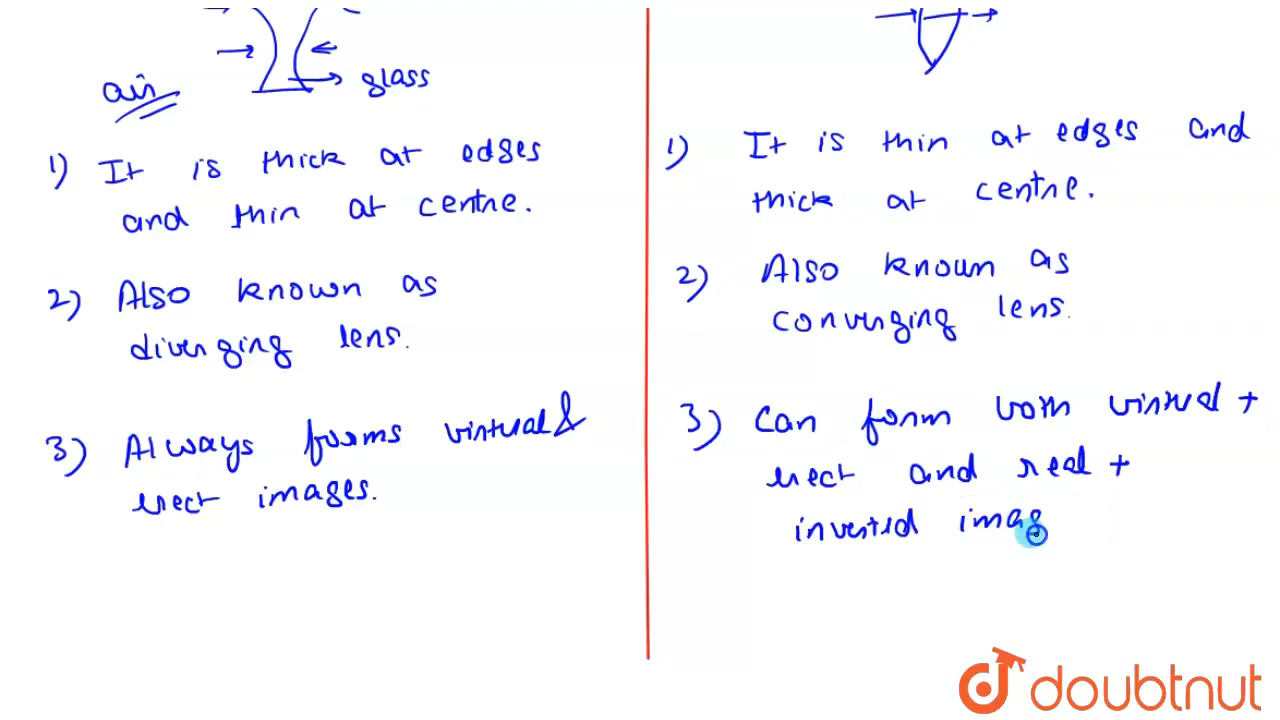 air
glass
1) It is thick at edges
and thin at centre.
2) Also known as
diverging lens.
3) Always forms virtual &
erect images.
1) It is thin at edges and
thick at centre.
2) Also known as
converging lens.
3) Can form both virtual +
erect and real +
inverted imag
doubtnut